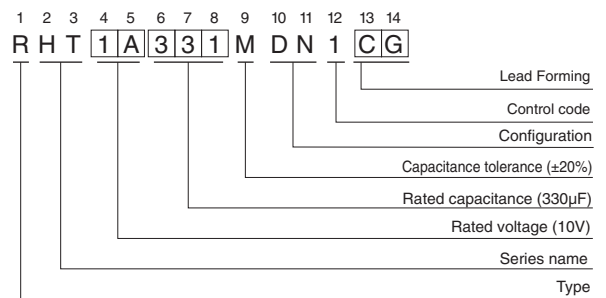 1 2 3 4 5 6 7 8 9 10 11 12 13 14
R H T 1 A 3 3 1 M D N 1 C G
Lead Forming
Control code
Configuration
Capacitance tolerance (±20%)
Rated capacitance (330µF)
Rated voltage (10V)
Series name
Type